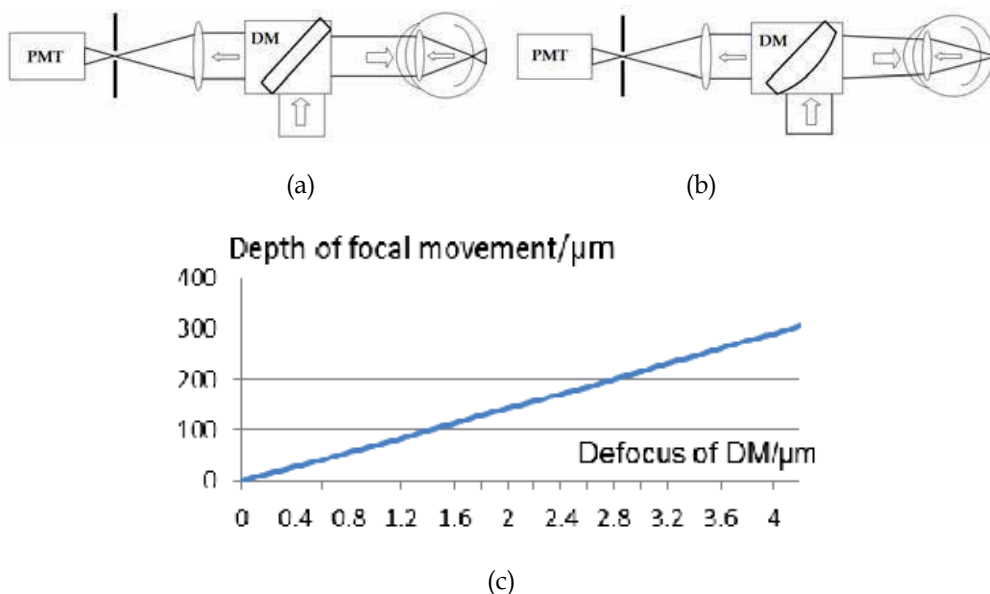 PMT
DM
PMT
DM
(a)
(b)
Depth of focal movement/µm
400
300
200
100
0
Defocus of DM/µm
0 0.4 0.8 1.2 1.6 2 2.4 2.8 3.2 3.6 4
(c)